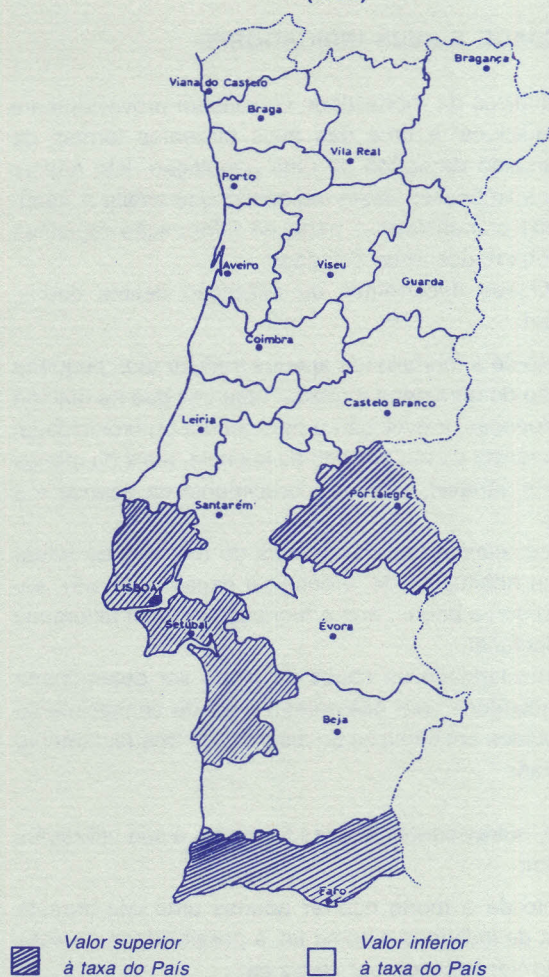 Bragança
Viana do Castelo
Braga
Vila Real
Porto
Aveiro
Viseu
Guarda
Coimbra
Castelo Branco
Leiria
Santarém
Portalegre
LISBOA
Setúbal
Évora
Beja
Faro
Valor superior
à taxa do País
Valor inferior
à taxa do País